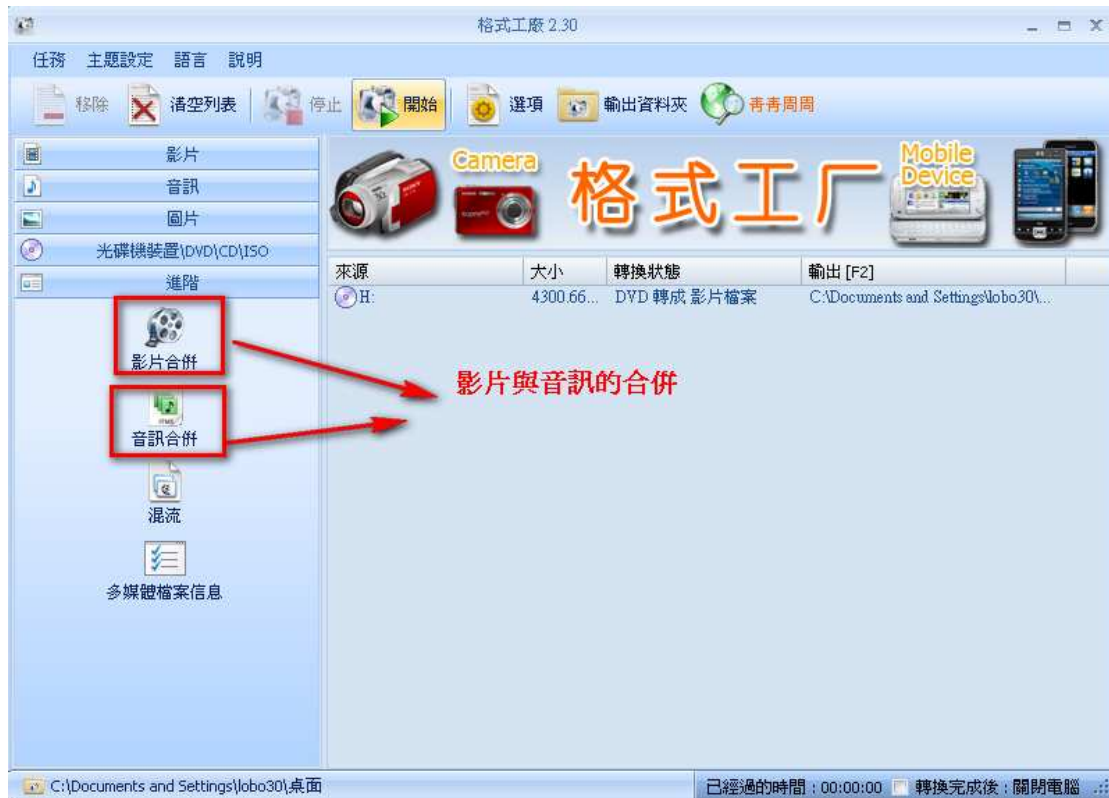 格式工廠 2.30
任務 主題設定 語言 說明
移除 清空列表 停止 開始 選項 輸出資料夾 青青周周
影片
音訊
圖片
光碟機裝置\DVD\CD\ISO
進階
影片合併
音訊合併
混流
多媒體檔案信息
Camera
格式工厂
Mobile
Device
來源 大小 轉換狀態 輸出 [F2]
H: 4300.66... DVD 轉成 影片檔案 C:\Documents and Settings\lobo30\...
影片與音訊的合併
C:\Documents and Settings\lobo30\桌面
已經過的時間 : 00:00:00 轉換完成後 : 關閉電腦